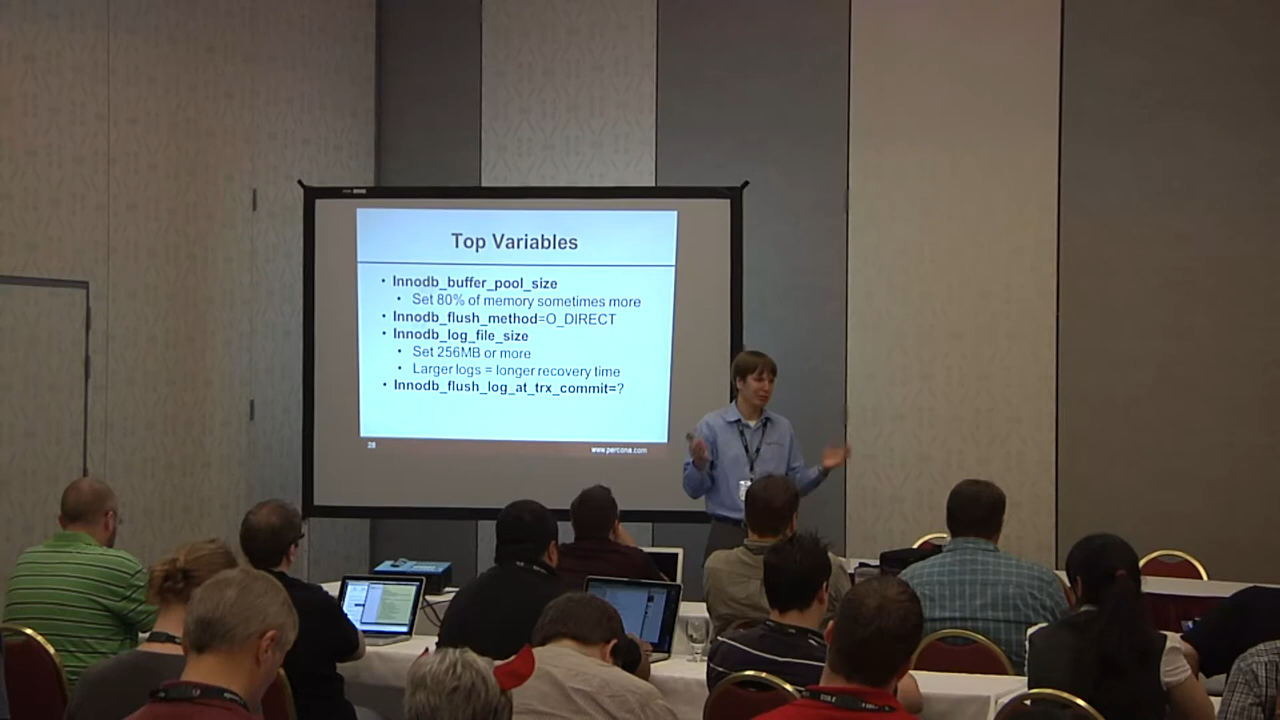 Top Variables
• Innodb_buffer_pool_size
• Set 80% of memory sometimes more
• Innodb_flush_method=O_DIRECT
• Innodb_log_file_size
• Set 256MB or more
• Larger logs = longer recovery time
• Innodb_flush_log_at_trx_commit=?
28
www.percona.com